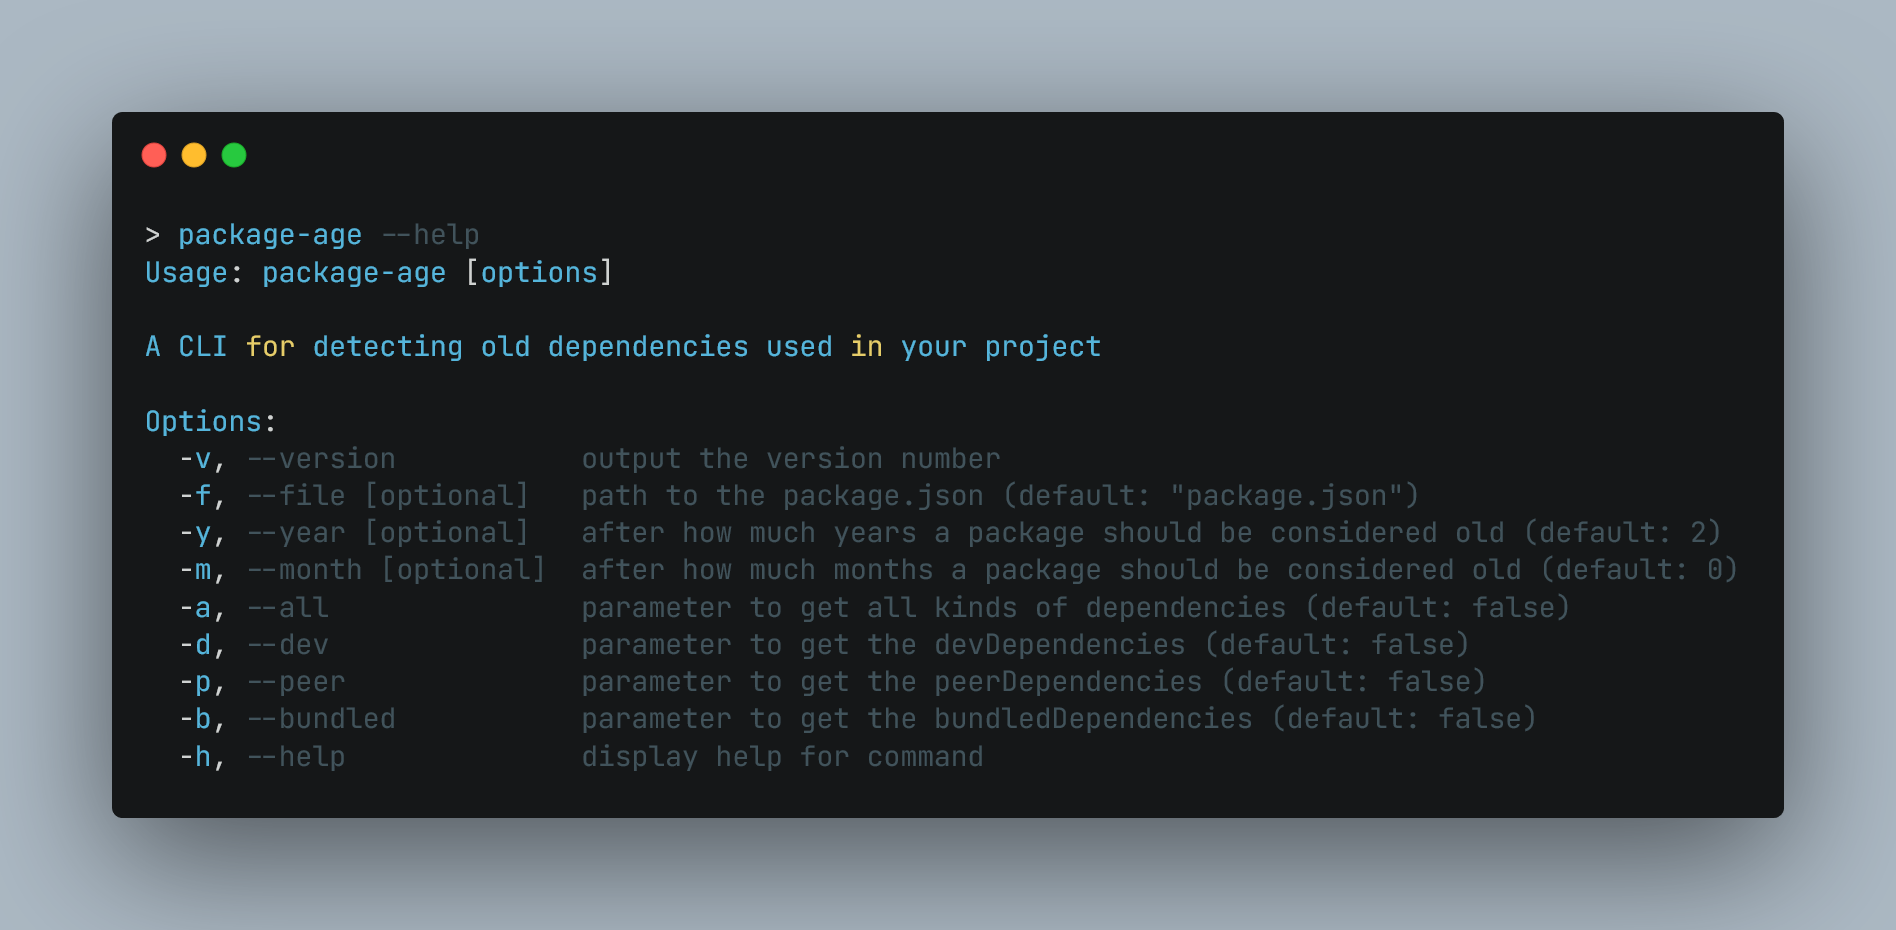 > package-age --help
Usage: package-age [options]
A CLI for detecting old dependencies used in your project
Options:
-v, --version output the version number
-f, --file [optional] path to the package.json (default: "package.json")
-y, --year [optional] after how much years a package should be considered old (default: 2)
-m, --month [optional] after how much months a package should be considered old (default: 0)
-a, --all parameter to get all kinds of dependencies (default: false)
-d, --dev parameter to get the devDependencies (default: false)
-p, --peer parameter to get the peerDependencies (default: false)
-b, --bundled parameter to get the bundledDependencies (default: false)
-h, --help display help for command